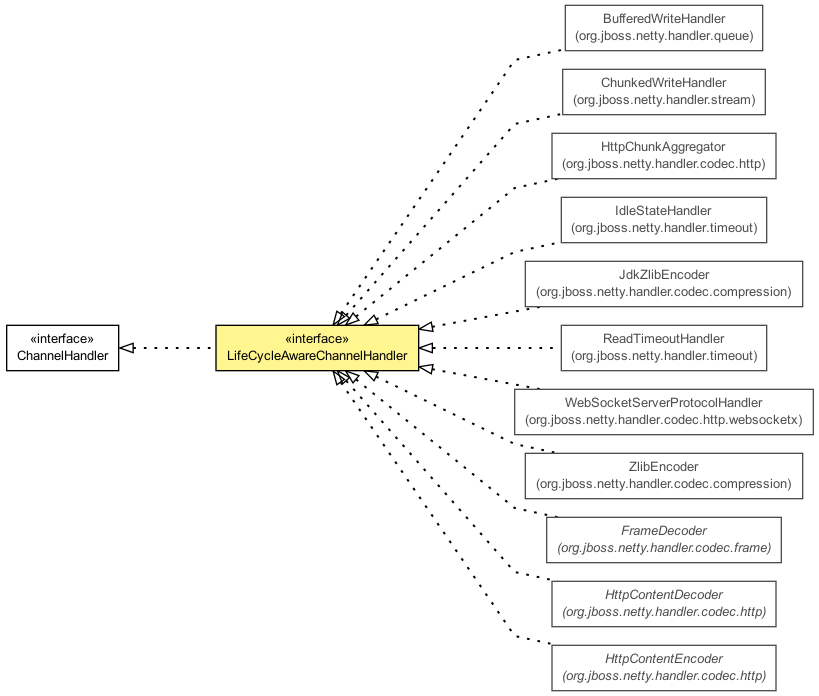 BufferedWriteHandler
(org.jboss.netty.handler.queue)
ChunkedWriteHandler
(org.jboss.netty.handler.stream)
HttpChunkAggregator
(org.jboss.netty.handler.codec.http)
IdleStateHandler
(org.jboss.netty.handler.timeout)
JdkZlibEncoder
(org.jboss.netty.handler.codec.compression)
«interface»
ChannelHandler
«interface»
LifeCycleAwareChannelHandler
ReadTimeoutHandler
(org.jboss.netty.handler.timeout)
WebSocketServerProtocolHandler
(org.jboss.netty.handler.codec.http.websocketx)
ZlibEncoder
(org.jboss.netty.handler.codec.compression)
FrameDecoder
(org.jboss.netty.handler.codec.frame)
HttpContentDecoder
(org.jboss.netty.handler.codec.http)
HttpContentEncoder
(org.jboss.netty.handler.codec.http)